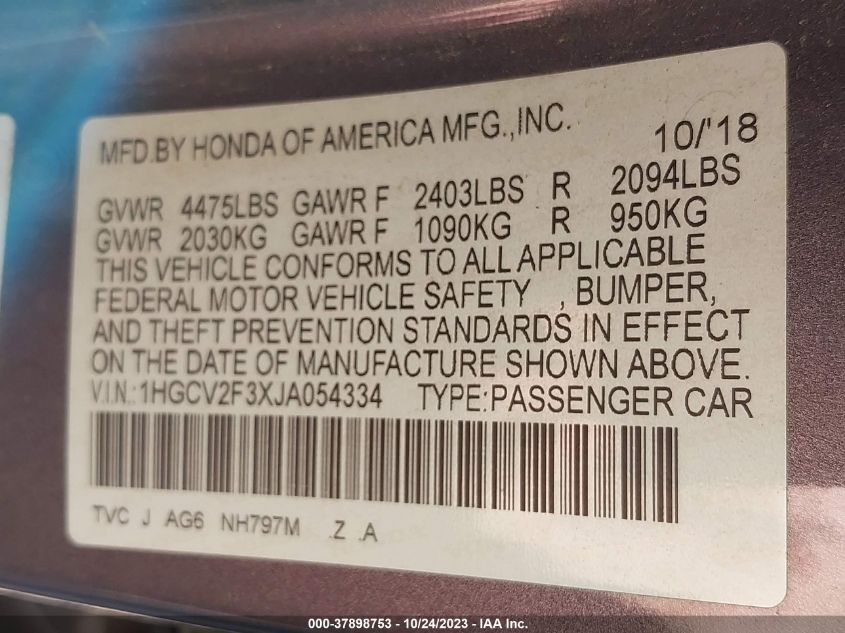 MFD.BY HONDA OF AMERICA MFG.,INC. 10/'18
GVWR 4475LBS GAWR F 2403LBS R 2094LBS
GVWR 2030KG GAWR F 1090KG R 950KG
THIS VEHICLE CONFORMS TO ALL APPLICABLE
FEDERAL MOTOR VEHICLE SAFETY , BUMPER,
AND THEFT PREVENTION STANDARDS IN EFFECT
ON THE DATE OF MANUFACTURE SHOWN ABOVE.
V.I.N.:1HGCV2F3XJA054334 TYPE:PASSENGER CAR
TVC J AG6 NH797M .Z .A
000-37898753 - 10/24/2023 - IAA Inc.